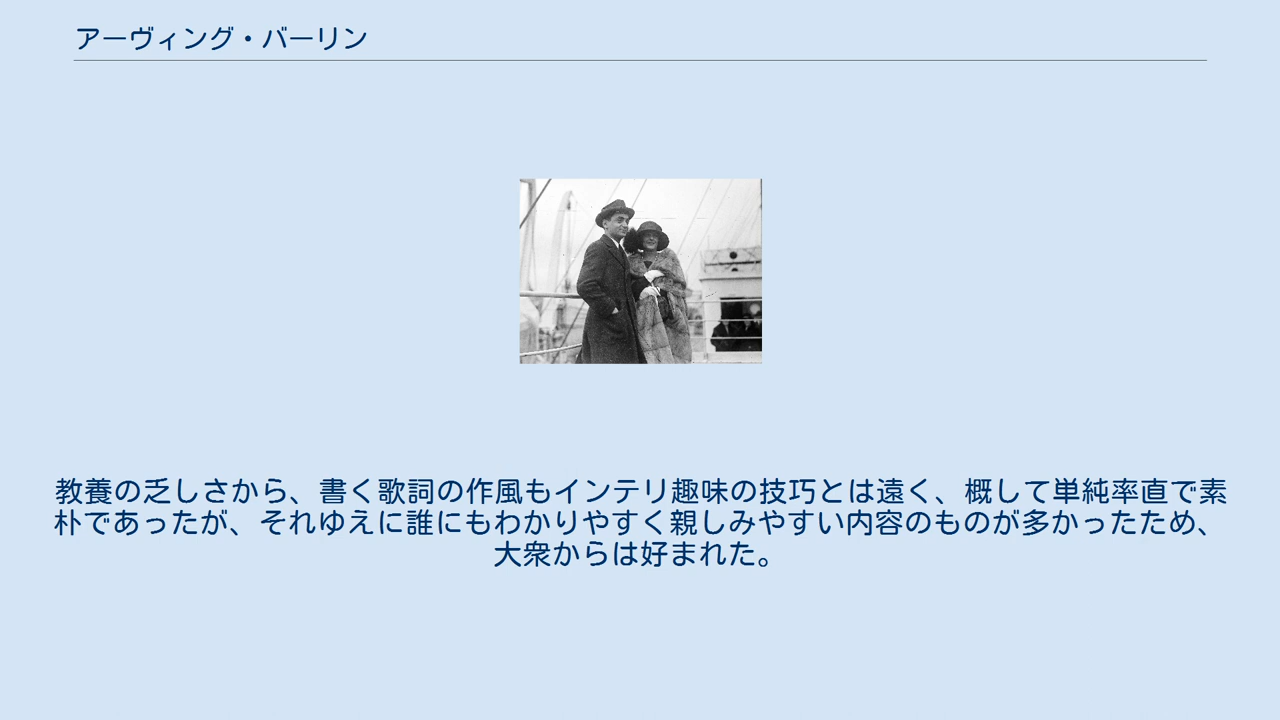 アーヴィング・バーリン
教養の乏しさから、書く歌詞の作風もインテリ趣味の技巧とは遠く、概して単純率直で素
朴であったが、それゆえに誰にもわかりやすく親しみやすい内容のものが多かったため、
大衆からは好まれた。